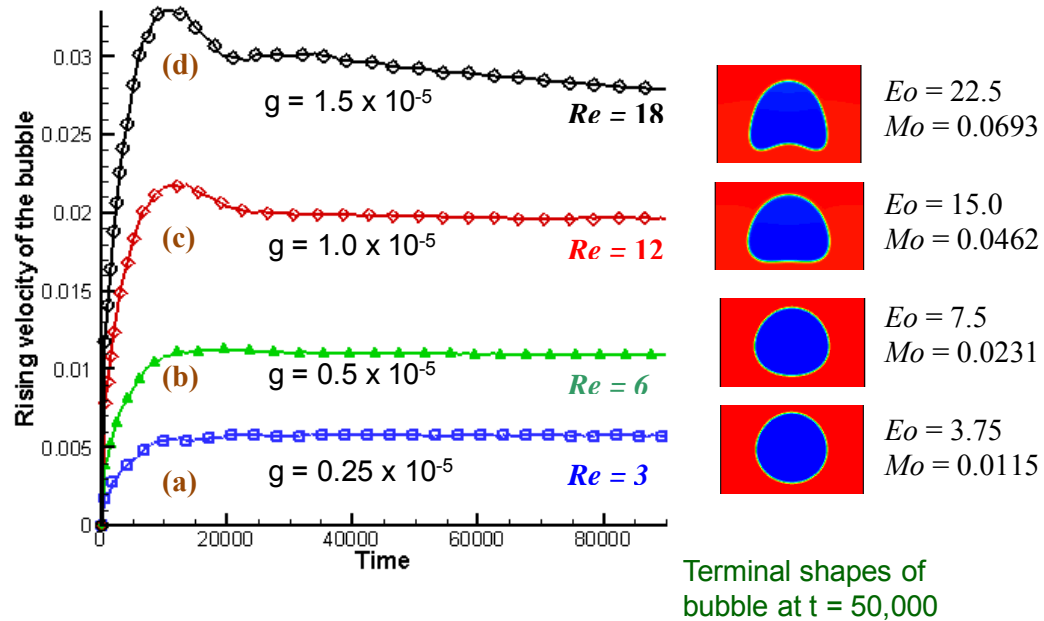 Rising velocity of the bubble
0.03
0.025
0.02
0.015
0.01
0.005
0
(d)
g = 1.5 x 10⁻⁵
Re = 18
(c)
g = 1.0 x 10⁻⁵
Re = 12
(b)
g = 0.5 x 10⁻⁵
Re = 6
(a)
g = 0.25 x 10⁻⁵
Re = 3
0 20000 40000 60000 80000
Time
Eo = 22.5
Mo = 0.0693
Eo = 15.0
Mo = 0.0462
Eo = 7.5
Mo = 0.0231
Eo = 3.75
Mo = 0.0115
Terminal shapes of
bubble at t = 50,000